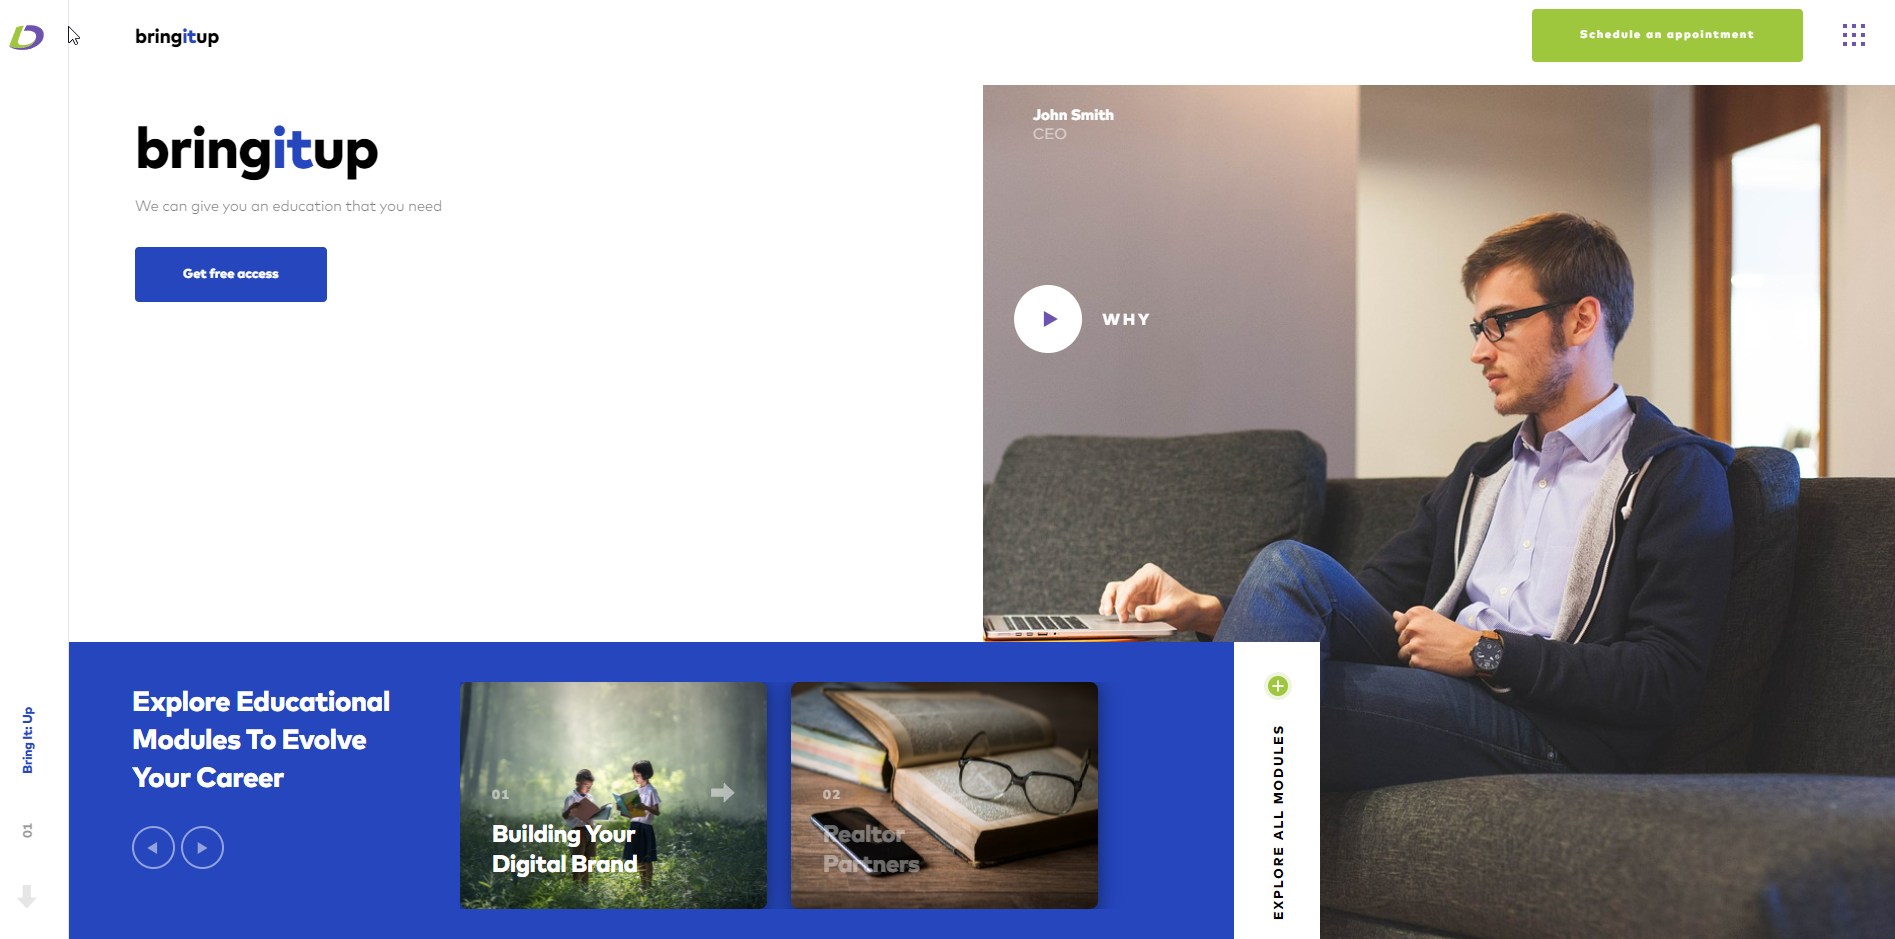 bringitup
Schedule an appointment
bringitup
We can give you an education that you need
Get free access
John Smith
CEO
WHY
Explore Educational
Modules To Evolve
Your Career
01
Building Your
Digital Brand
02
Realtor
Partners
EXPLORE ALL MODULES
Bring It: Up
01